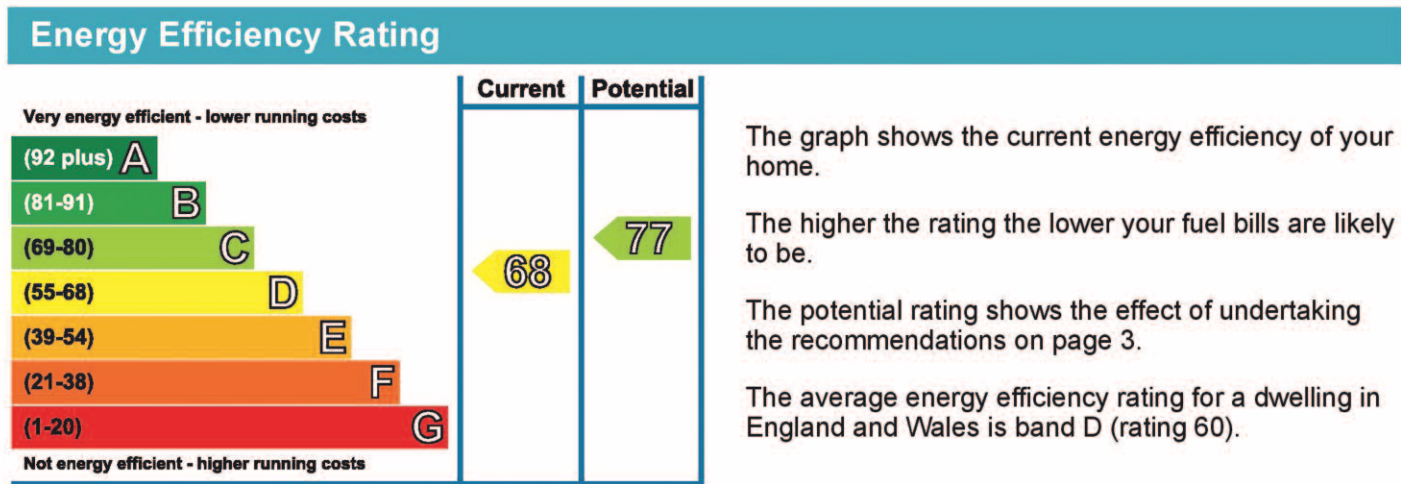 Energy Efficiency Rating
Current Potential
Very energy efficient - lower running costs
(92 plus) A
(81-91) B
(69-80) C
(55-68) D
(39-54) E
(21-38) F
(1-20) G
Not energy efficient - higher running costs
68
77
The graph shows the current energy efficiency of your
home.
The higher the rating the lower your fuel bills are likely
to be.
The potential rating shows the effect of undertaking
the recommendations on page 3.
The average energy efficiency rating for a dwelling in
England and Wales is band D (rating 60).